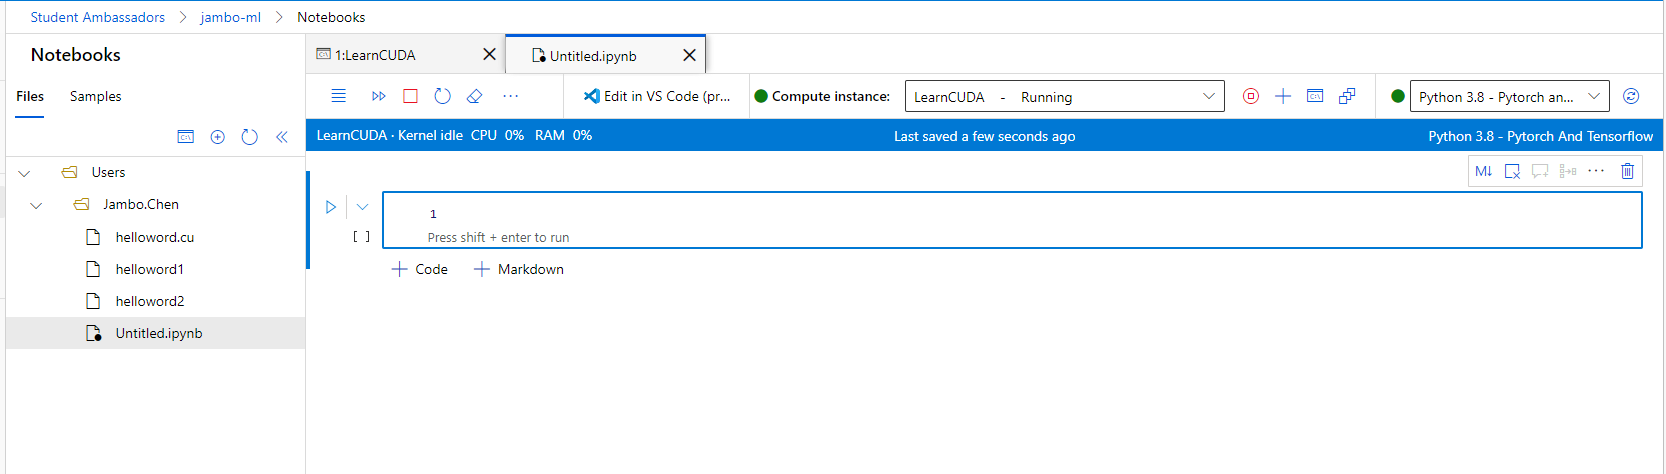 Student Ambassadors > jambo-ml > Notebooks
Notebooks
Files Samples
Users
Jambo.Chen
helloword.cu
helloword1
helloword2
Untitled.ipynb
1:LearnCUDA
Untitled.ipynb
Edit in VS Code (pr...
Compute instance:
LearnCUDA - Running
Python 3.8 - Pytorch an...
LearnCUDA · Kernel idle CPU 0% RAM 0%
Last saved a few seconds ago
Python 3.8 - Pytorch And Tensorflow
M↓
1
[ ]
Press shift + enter to run
+ Code + Markdown